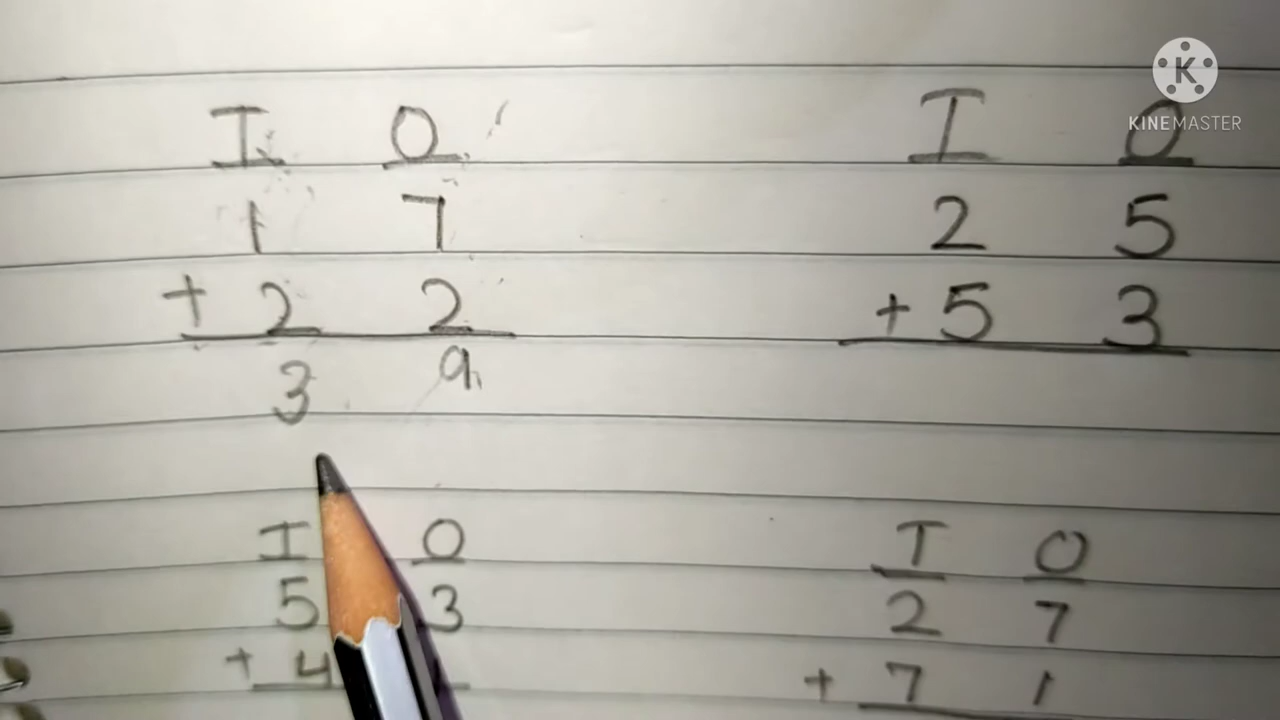 T O T O
1 7 2 5
+ 2 2 + 5 3
3 9
T O T O
5 3 2 7
+ 4 + 7 1
KINEMASTER